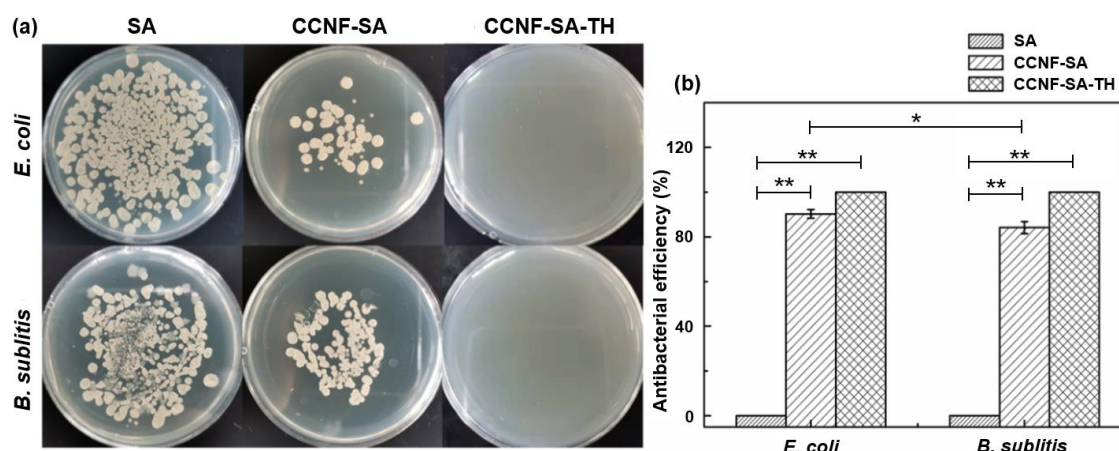 (a) SA CCNF-SA CCNF-SA-TH
E. coli
B. sublitis
(b)
SA
CCNF-SA
CCNF-SA-TH
Antibacterial efficiency (%)
120
80
40
0
*
**
**
**
**
E. coli B. sublitis